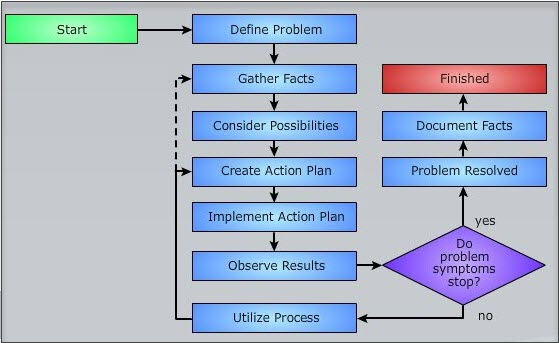 Start
Define Problem
Gather Facts
Consider Possibilities
Create Action Plan
Implement Action Plan
Observe Results
Utilize Process
Finished
Document Facts
Problem Resolved
yes
Do
problem
symptoms
stop?
no